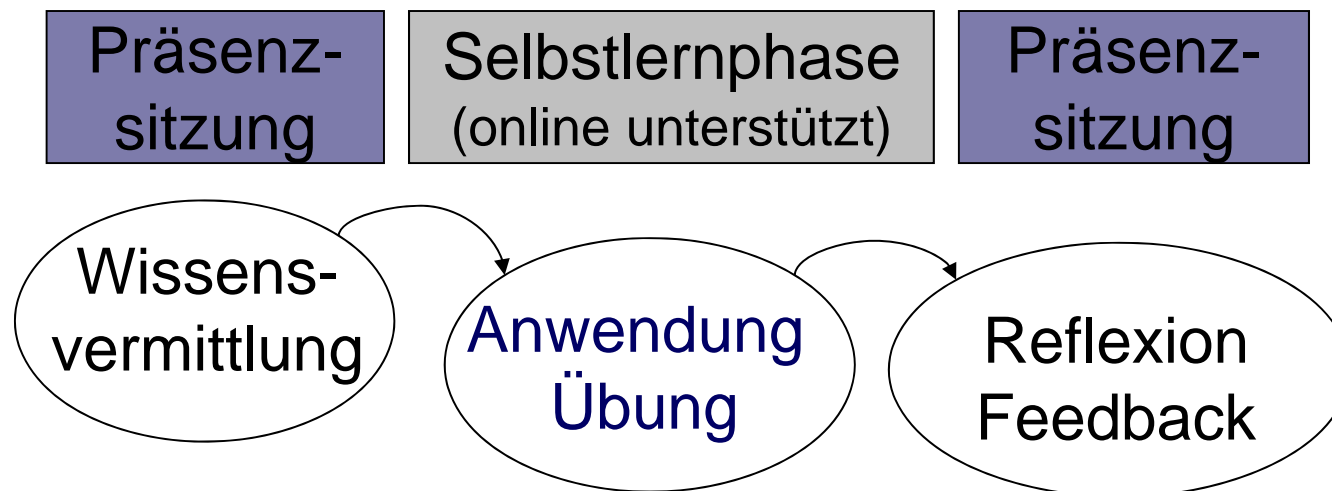 Präsenz-
sitzung
Selbstlernphase
(online unterstützt)
Präsenz-
sitzung
Wissens-
vermittlung
Anwendung
Übung
Reflexion
Feedback